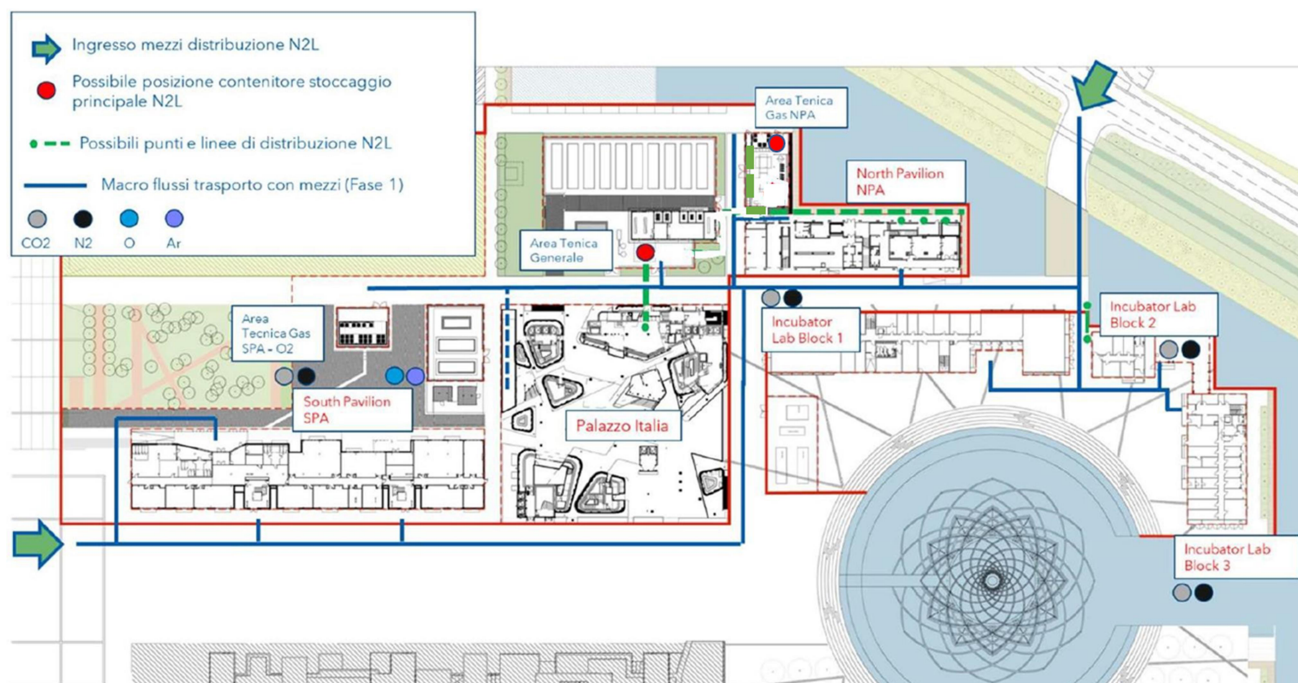 Ingresso mezzi distribuzione N2L
Possibile posizione contenitore stoccaggio
principale N2L
Possibili punti e linee di distribuzione N2L
Macro flussi trasporto con mezzi (Fase 1)
CO2 N2 O Ar
Area Tenica
Gas NPA
North Pavilion
NPA
Area Tenica
Generale
Area
Tecnica Gas
SPA - O2
Incubator
Lab Block 1
Incubator Lab
Block 2
South Pavilion
SPA
Palazzo Italia
Incubator Lab
Block 3